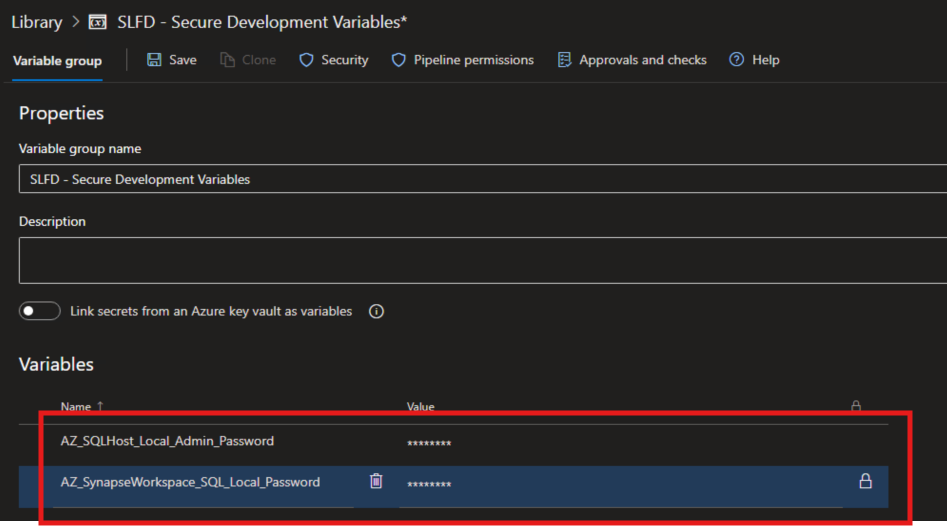 Library > SLFD - Secure Development Variables*
Variable group Save Clone Security Pipeline permissions Approvals and checks Help
Properties
Variable group name
SLFD - Secure Development Variables
Description
Link secrets from an Azure key vault as variables
Variables
Name ↑ Value
AZ_SQLHost_Local_Admin_Password ********
AZ_SynapseWorkspace_SQL_Local_Password ********